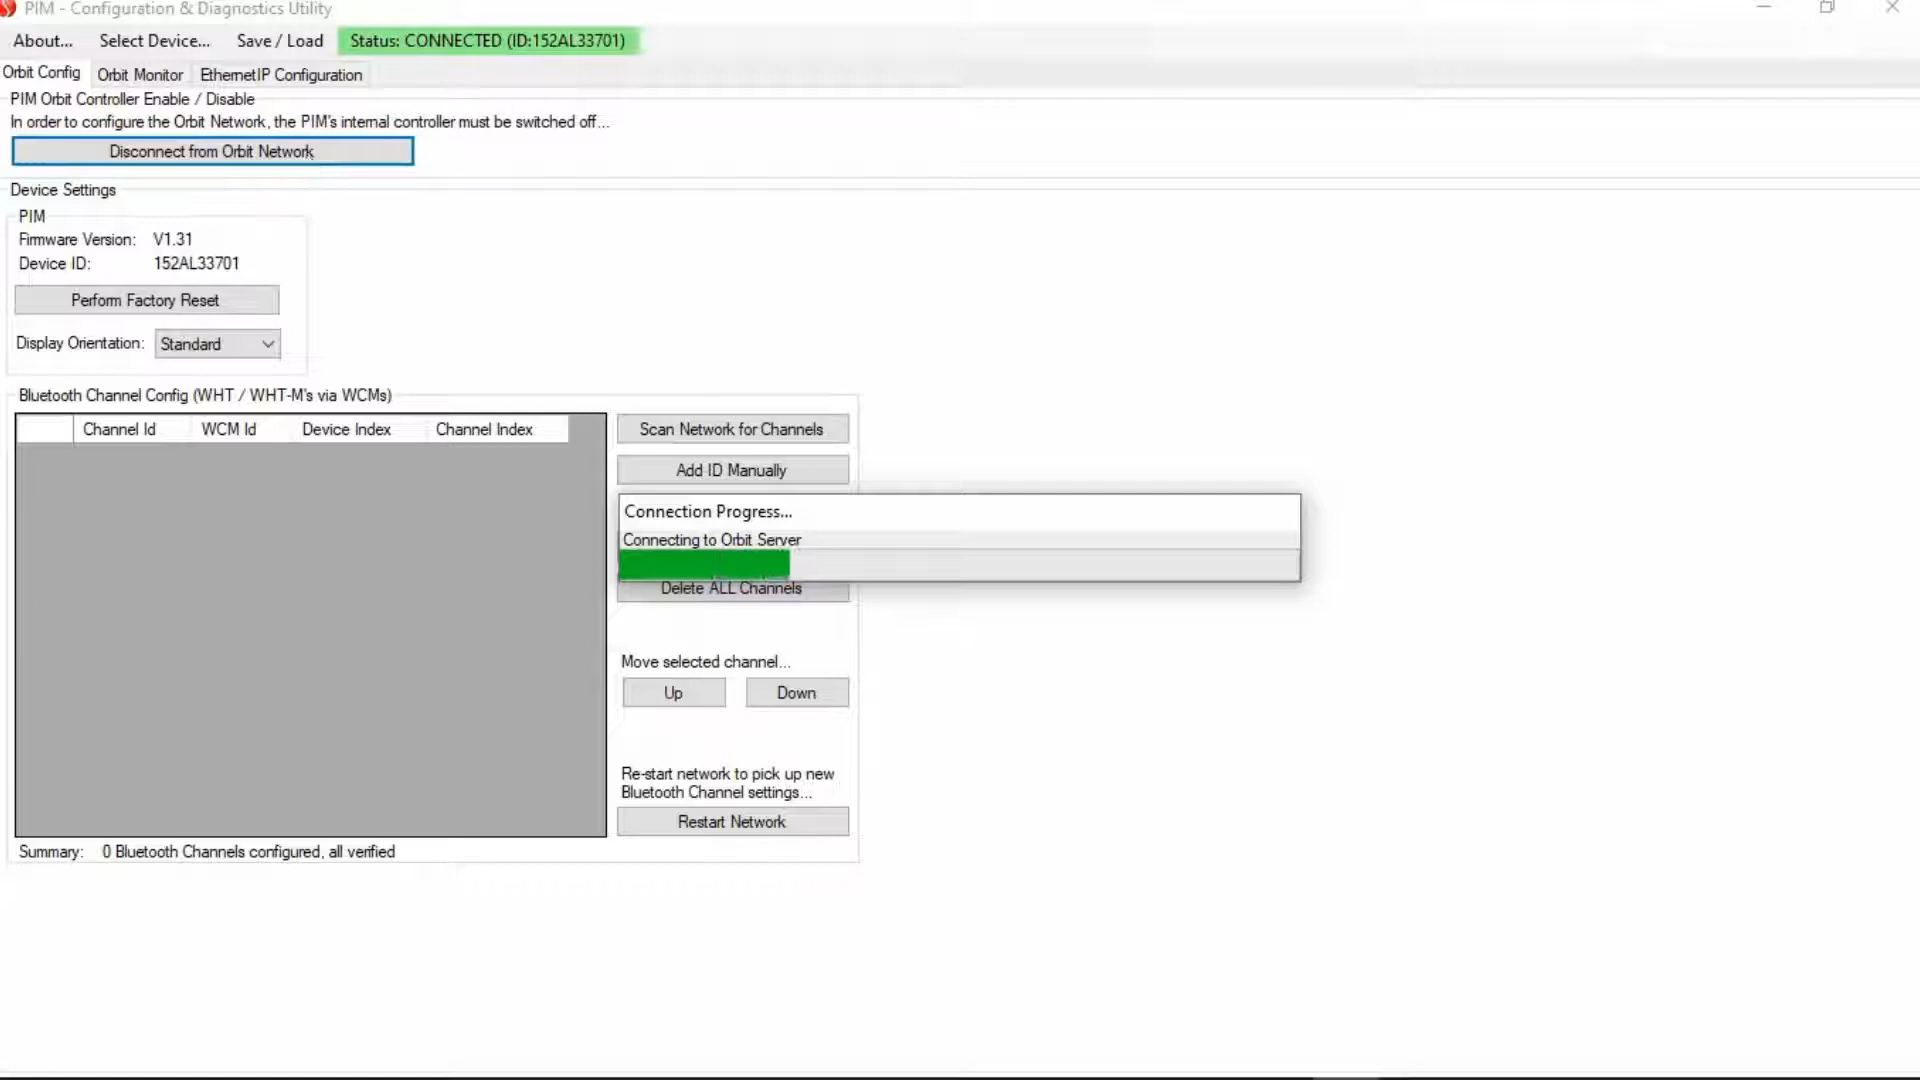 PIM - Configuration & Diagnostics Utility
About... Select Device... Save / Load Status: CONNECTED (ID:152AL33701)
Orbit Config Orbit Monitor EthernetIP Configuration
PIM Orbit Controller Enable / Disable
In order to configure the Orbit Network, the PIM's internal controller must be switched off...
Disconnect from Orbit Network
Device Settings
PIM
Firmware Version: V1.31
Device ID: 152AL33701
Perform Factory Reset
Display Orientation: Standard
Bluetooth Channel Config (WHT / WHT-M's via WCMs)
Channel Id WCM Id Device Index Channel Index
Scan Network for Channels
Add ID Manually
Connection Progress...
Connecting to Orbit Server
Delete ALL Channels
Move selected channel...
Up Down
Re-start network to pick up new
Bluetooth Channel settings...
Restart Network
Summary: 0 Bluetooth Channels configured, all verified